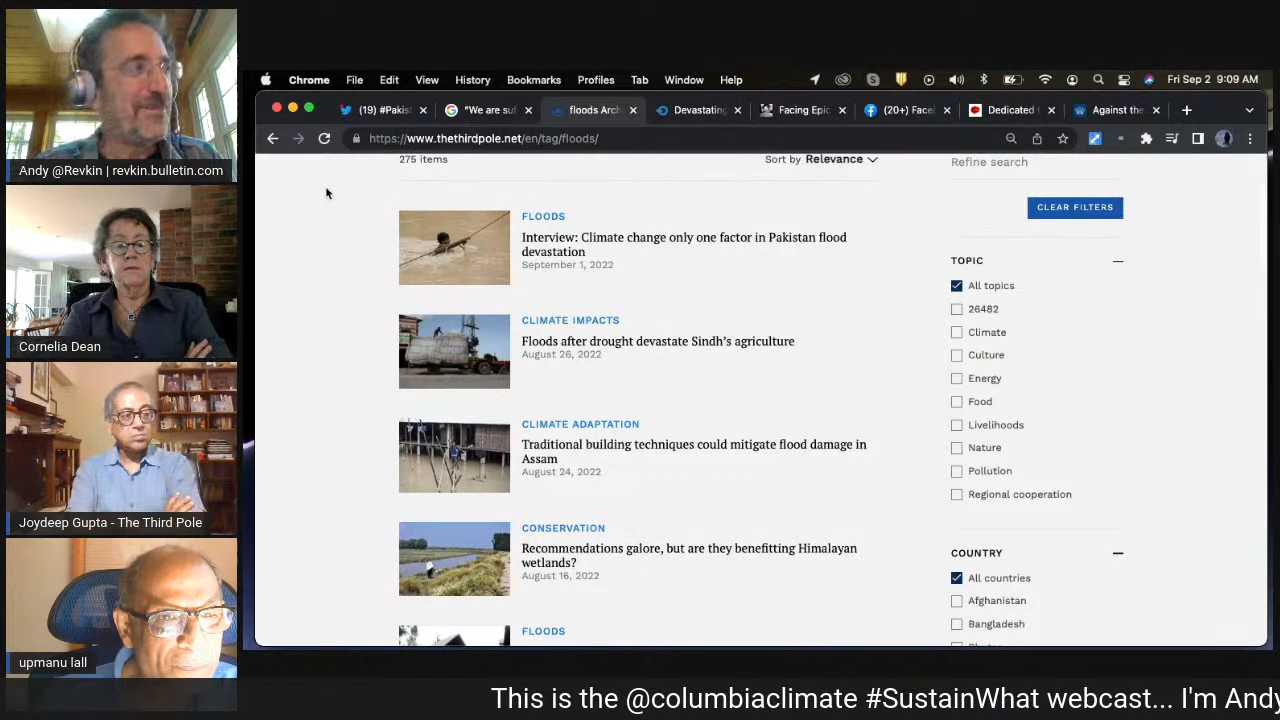 Andy @Revkin | revkin.bulletin.com
Cornelia Dean
Joydeep Gupta - The Third Pole
upmanu lall
Chrome File Edit View History Bookmarks Profiles Tab Window Help
Fri Sep 2 9:09 AM
(19) #Pakis
"We are suf
floods Arch
Devastating
Facing Epic
(20+) Face
Dedicated f
Against the
https://www.thethirdpole.net/en/tag/floods/
275 items
Sort by Relevance
FLOODS
Interview: Climate change only one factor in Pakistan flood
devastation
September 1, 2022
CLIMATE IMPACTS
Floods after drought devastate Sindh's agriculture
August 26, 2022
CLIMATE ADAPTATION
Traditional building techniques could mitigate flood damage in
Assam
August 24, 2022
CONSERVATION
Recommendations galore, but are they benefitting Himalayan
wetlands?
August 16, 2022
FLOODS
Refine search
CLEAR FILTERS
TOPIC
All topics
26482
Climate
Culture
Energy
Food
Livelihoods
Nature
Pollution
Regional cooperation
COUNTRY
All countries
Afghanistan
Bangladesh
This is the @columbiaclimate #SustainWhat webcast... I'm Andy